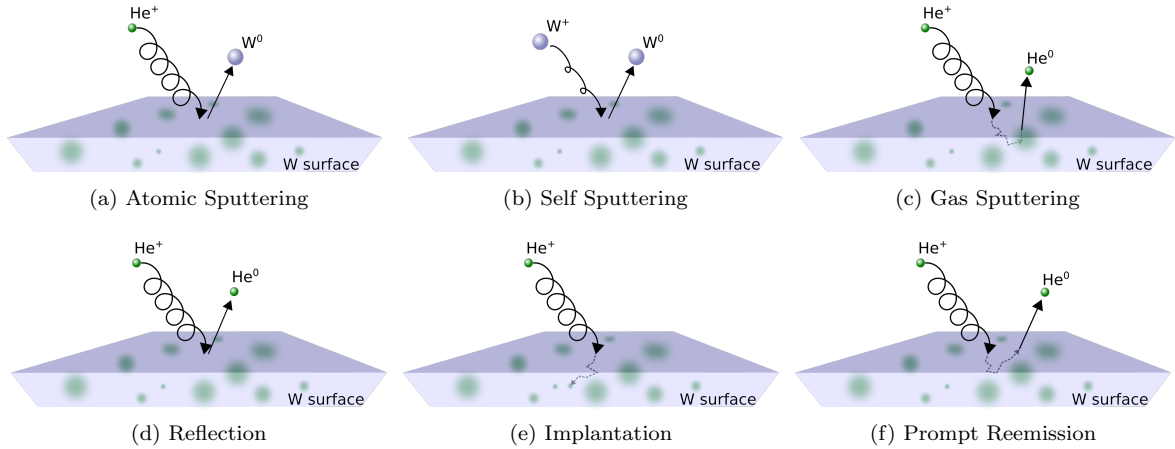 He⁺
W⁰
W surface
(a) Atomic Sputtering
W⁺
W⁰
W surface
(b) Self Sputtering
He⁺
He⁰
W surface
(c) Gas Sputtering
He⁺
He⁰
W surface
(d) Reflection
He⁺
W surface
(e) Implantation
He⁺
He⁰
W surface
(f) Prompt Reemission